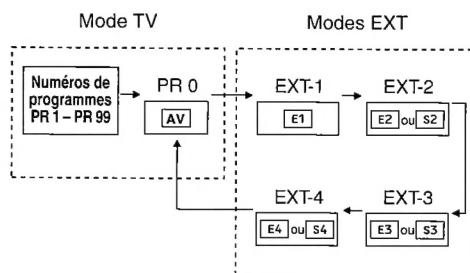 Mode TV
Modes EXT
Numéros de
programmes
PR 1 – PR 99
PR 0
AV
EXT-1
E1
EXT-2
E2 ou S2
EXT-4
E4 ou S4
EXT-3
E3 ou S3